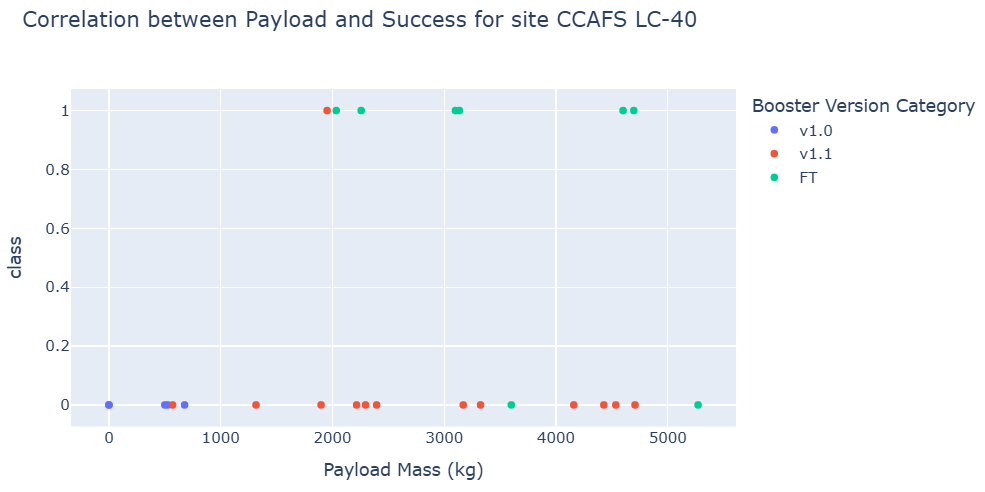 Correlation between Payload and Success for site CCAFS LC-40
1
0.8
0.6
0.4
0.2
0
class
0 1000 2000 3000 4000 5000
Payload Mass (kg)
Booster Version Category
v1.0
v1.1
FT